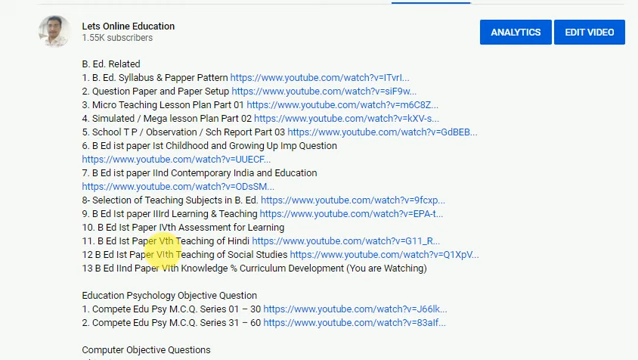 Lets Online Education
1.55K subscribers
ANALYTICS
EDIT VIDEO
B. Ed. Related
1. B. Ed. Syllabus & Papper Pattern https://www.youtube.com/watch?v=ITvrI...
2. Question Paper and Paper Setup https://www.youtube.com/watch?v=siF9w...
3. Micro Teaching Lesson Plan Part 01 https://www.youtube.com/watch?v=m6C8Z...
4. Simulated / Mega lesson Plan Part 02 https://www.youtube.com/watch?v=kXV-s...
5. School T P / Observation / Sch Report Part 03 https://www.youtube.com/watch?v=GdBEB...
6. B Ed ist paper Ist Childhood and Growing Up Imp Question
https://www.youtube.com/watch?v=UUECF...
7. B Ed ist paper IInd Contemporary India and Education
https://www.youtube.com/watch?v=ODsSM...
8- Selection of Teaching Subjects in B. Ed. https://www.youtube.com/watch?v=9fcxp...
9. B Ed Ist paper IIIrd Learning & Teaching https://www.youtube.com/watch?v=EPA-t...
10. B Ed Ist Paper IVth Assessment for Learning
11. B Ed Ist Paper Vth Teaching of Hindi https://www.youtube.com/watch?v=G11_R...
12 B Ed Ist Paper VIth Teaching of Social Studies https://www.youtube.com/watch?v=Q1XpV...
13 B Ed IInd Paper VIth Knowledge % Curriculum Development (You are Watching)
Education Psychology Objective Question
1. Compete Edu Psy M.C.Q. Series 01 – 30 https://www.youtube.com/watch?v=J66lk...
2. Compete Edu Psy M.C.Q. Series 31 – 60 https://www.youtube.com/watch?v=83aIf...
Computer Objective Questions